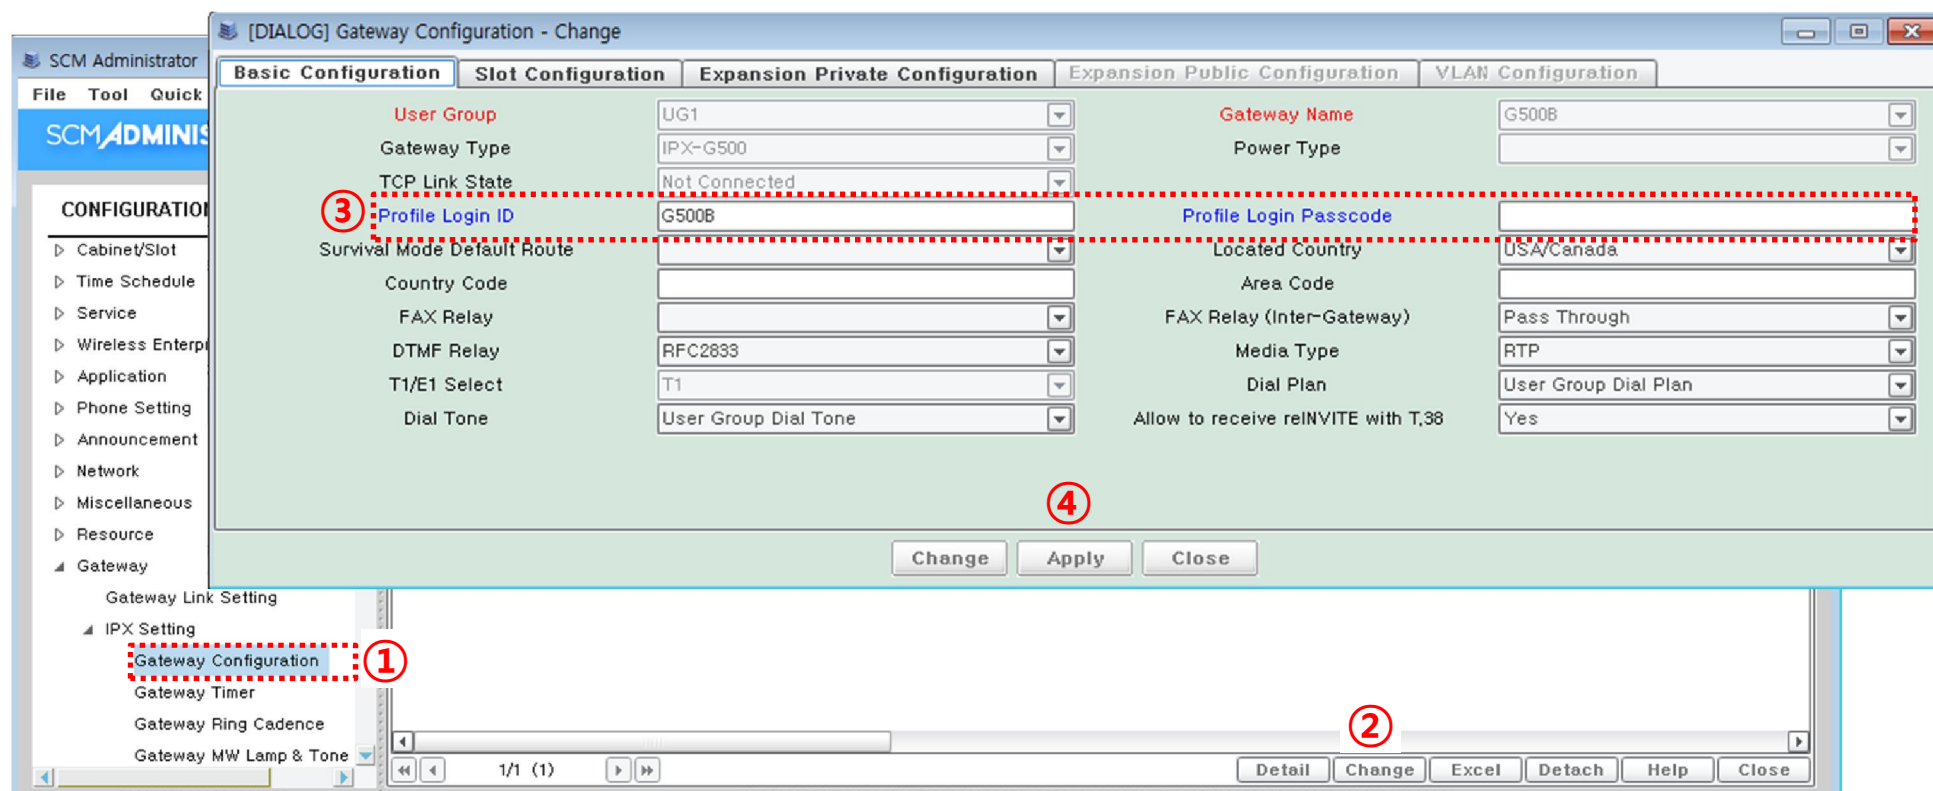 [DIALOG] Gateway Configuration - Change
SCM Administrator
Basic Configuration Slot Configuration Expansion Private Configuration Expansion Public Configuration VLAN Configuration
File Tool Quick
SCM ADMINIS
User Group UG1 Gateway Name G500B
Gateway Type IPX-G500 Power Type
TCP Link State Not Connected
CONFIGURATIO
③ Profile Login ID G500B Profile Login Passcode
Cabinet/Slot
Survival Mode Default Route Located Country USA/Canada
Time Schedule
Country Code Area Code
Service
FAX Relay FAX Relay (Inter-Gateway) Pass Through
Wireless Enterpr
DTMF Relay RFC2833 Media Type RTP
Application
T1/E1 Select T1 Dial Plan User Group Dial Plan
Phone Setting
Dial Tone User Group Dial Tone Allow to receive reINVITE with T,38 Yes
Announcement
Network
Miscellaneous
④
Resource
Change Apply Close
Gateway
Gateway Link Setting
IPX Setting
Gateway Configuration ①
Gateway Timer
Gateway Ring Cadence
②
Gateway MW Lamp & Tone
1/1 (1) Detail Change Excel Detach Help Close